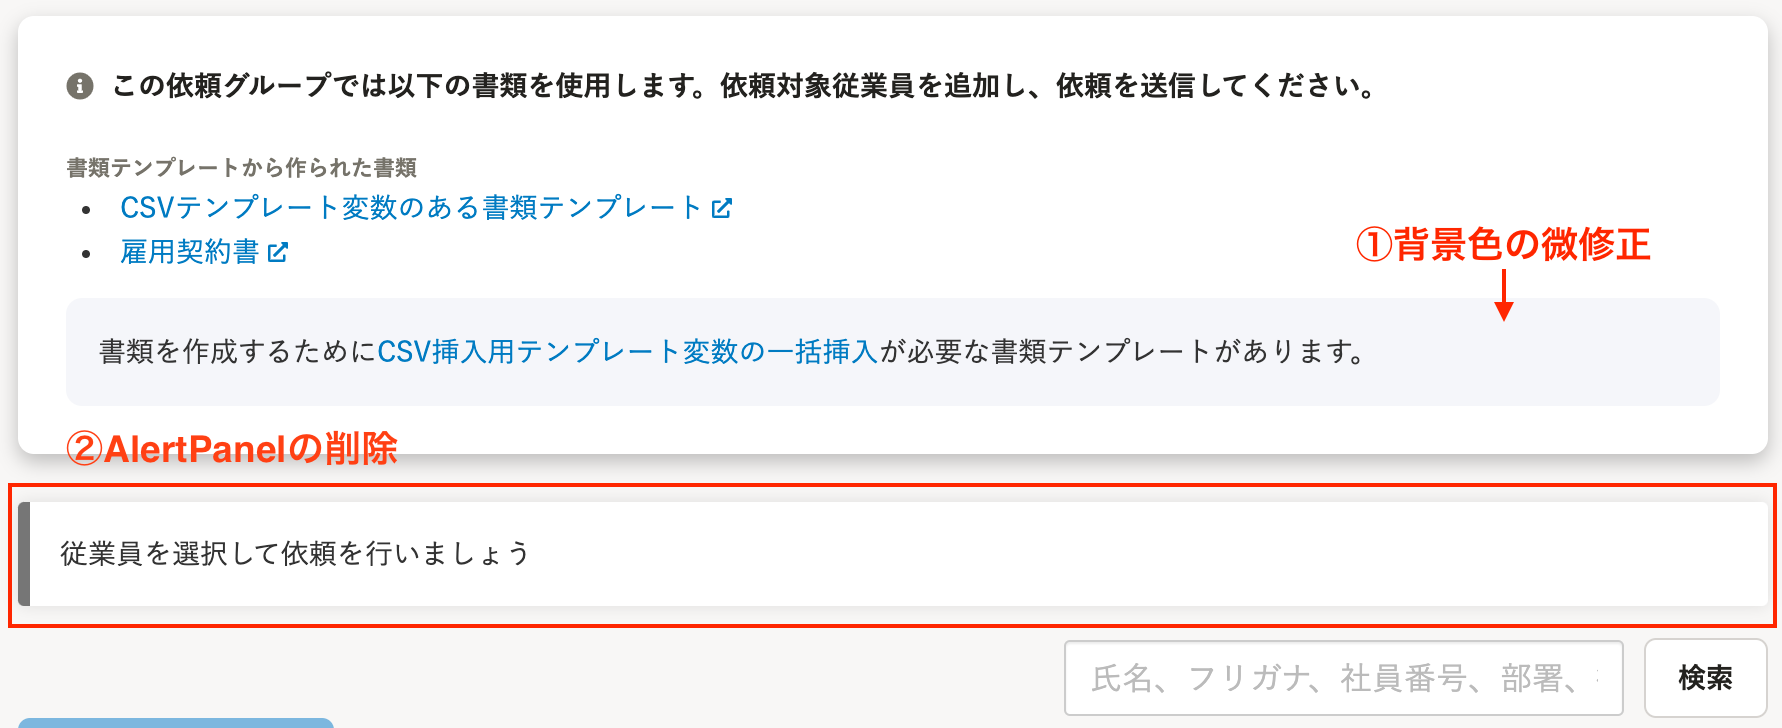 この依頼グループでは以下の書類を使用します。依頼対象従業員を追加し、依頼を送信してください。
書類テンプレートから作られた書類
• CSVテンプレート変数のある書類テンプレート
• 雇用契約書
①背景色の微修正
書類を作成するためにCSV挿入用テンプレート変数の一括挿入が必要な書類テンプレートがあります。
②AlertPanelの削除
従業員を選択して依頼を行いましょう
氏名、フリガナ、社員番号、部署、
検索